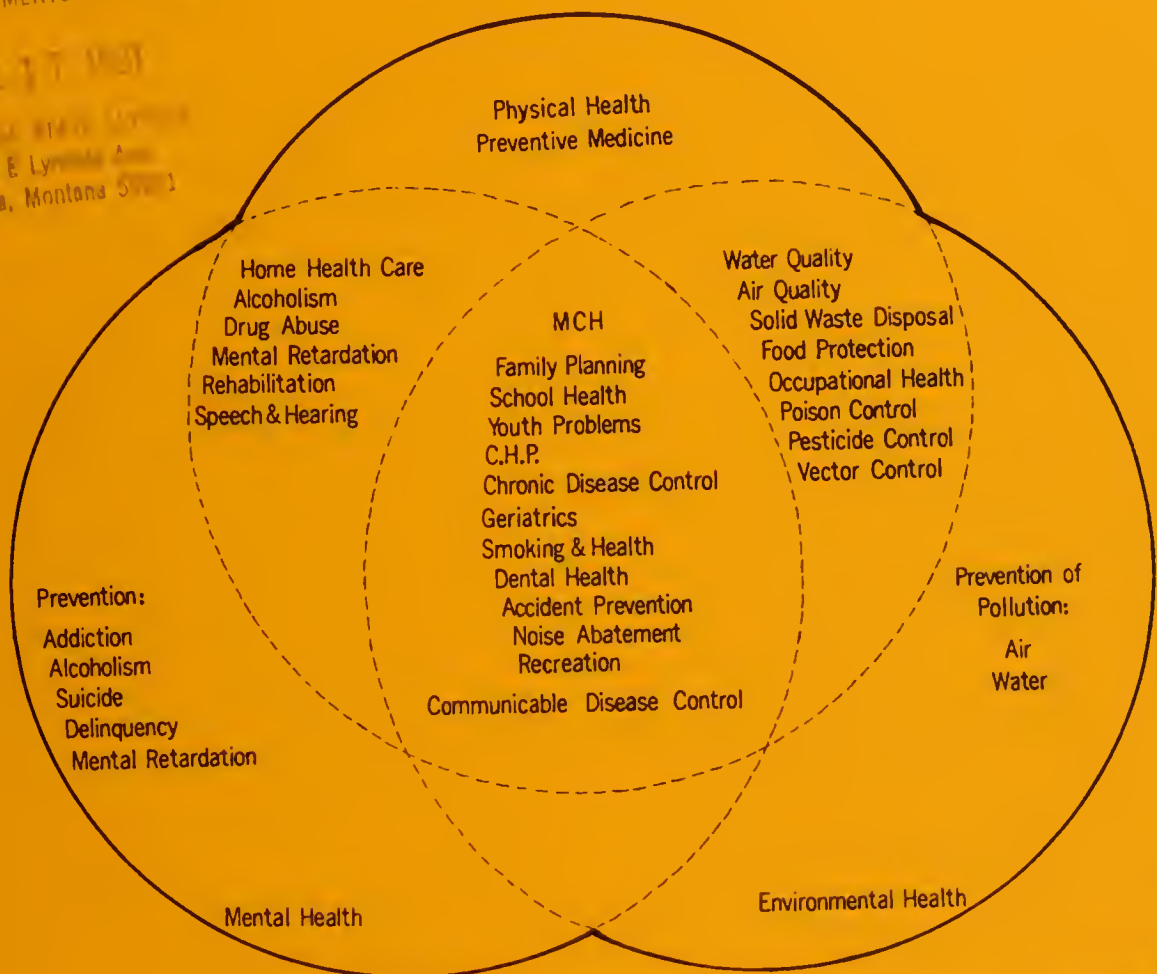 Physical Health
Preventive Medicine
Home Health Care
Alcoholism
Drug Abuse
Mental Retardation
Rehabilitation
Speech & Hearing
MCH
Family Planning
School Health
Youth Problems
C.H.P.
Chronic Disease Control
Geriatrics
Smoking & Health
Dental Health
Accident Prevention
Noise Abatement
Recreation
Communicable Disease Control
Water Quality
Air Quality
Solid Waste Disposal
Food Protection
Occupational Health
Poison Control
Pesticide Control
Vector Control
Prevention:
Addiction
Alcoholism
Suicide
Delinquency
Mental Retardation
Prevention of
Pollution:
Air
Water
Mental Health
Environmental Health
E
Montana